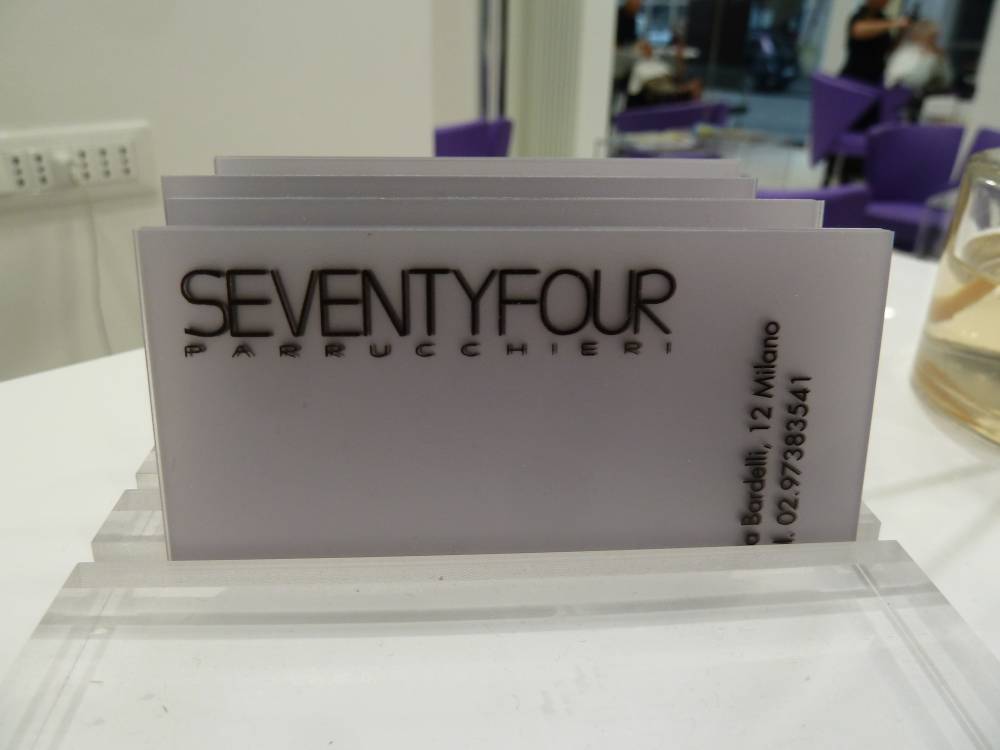 SEVENTYFOUR
PARRUCCHIERI
a Bardelli, 12 Milano
l. 02.97383541